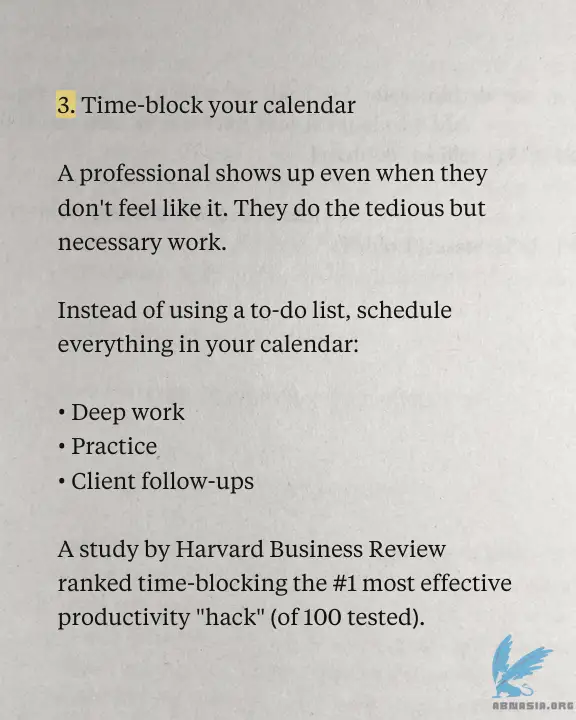 3. Time-block your calendar
A professional shows up even when they
don't feel like it. They do the tedious but
necessary work.
Instead of using a to-do list, schedule
everything in your calendar:
• Deep work
• Practice
• Client follow-ups
A study by Harvard Business Review
ranked time-blocking the #1 most effective
productivity "hack" (of 100 tested).
ABMASIA.ORG